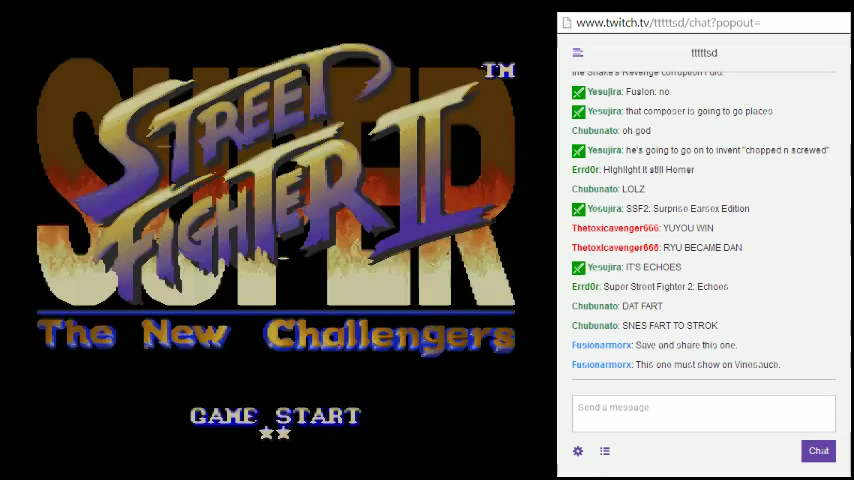 SUPER
STREET
FIGHTER II
TM
The New Challengers
GAME START
www.twitch.tv/tttttsd/chat?popout=
tttttsd
the Snake's Revenge corruption I did.
Yesujira: Fusion: no
Yesujira: that composer is going to go places
Chubunato: oh god
Yesujira: he's going to go on to invent "chopped n screwed"
Errd0r: Highlight it still Homer
Chubunato: LOLZ
Yesujira: SSF2: Surprise Earsox Edition
Thetoxicavenger666: YUYOU WIN
Thetoxicavenger666: RYU BECAME DAN
Yesujira: IT'S ECHOES
Errd0r: Super Street Fighter 2: Echoes
Chubunato: DAT FART
Chubunato: SNES FART TO STROK
Fusionarmorx: Save and share this one.
Fusionarmorx: This one must show on Vinosauce.
Send a message
Chat